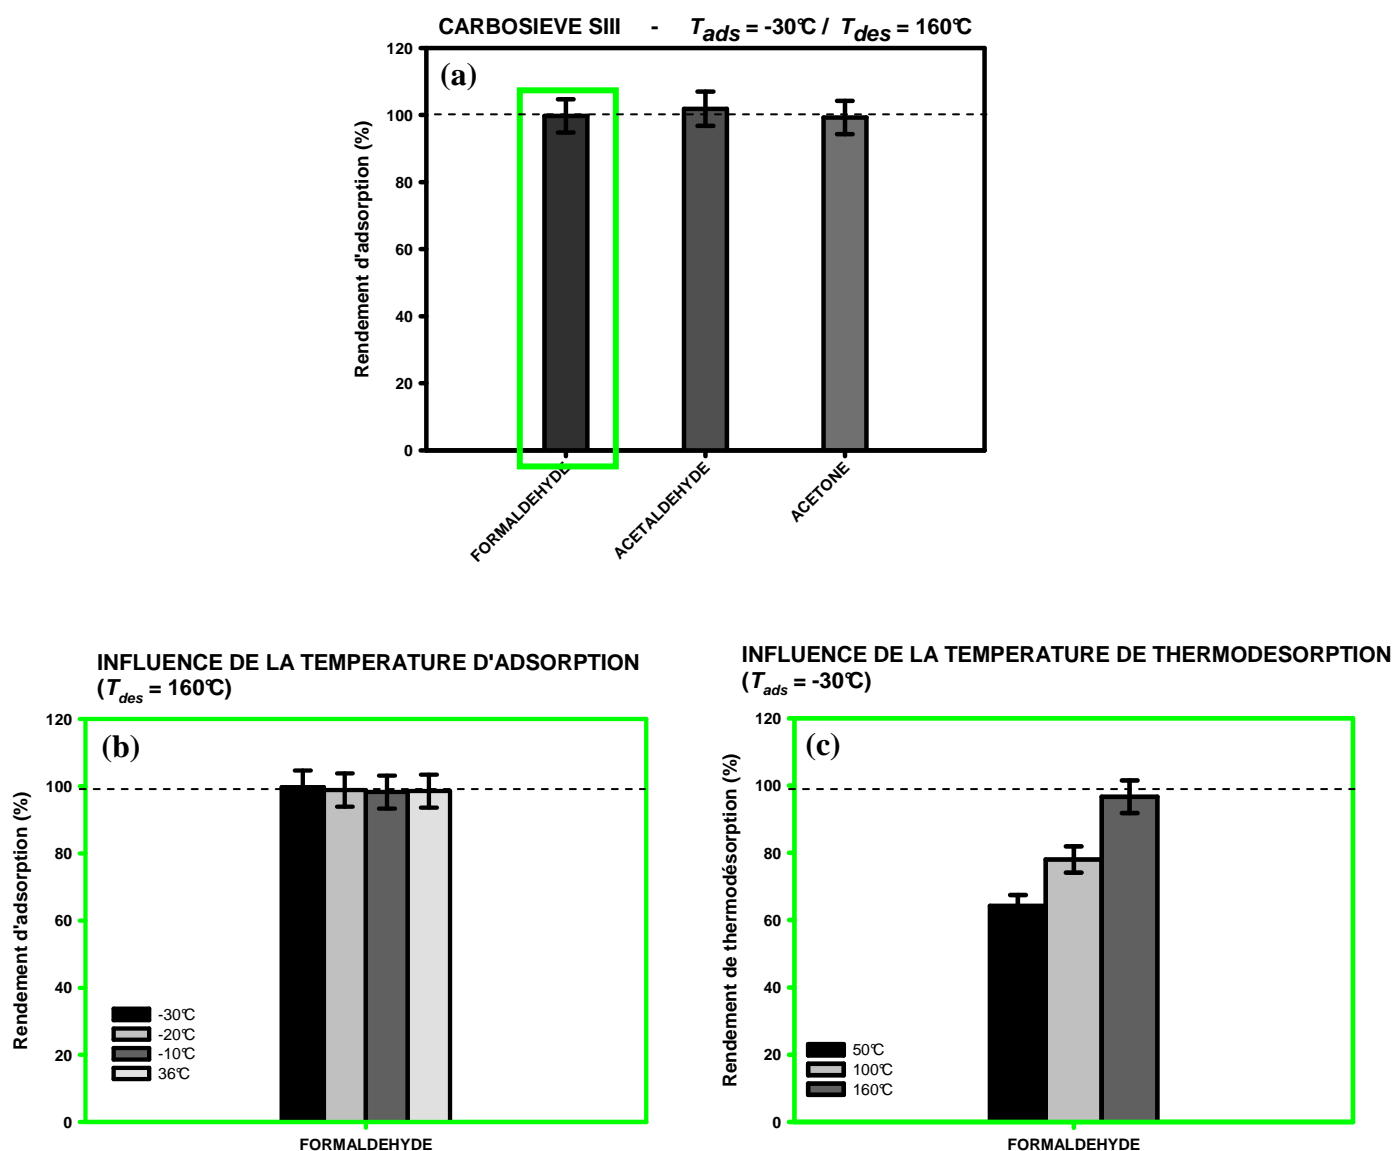 CARBOSIEVE SIII - Tads = -30°C / Tdes = 160°C
(a)
Rendement d'adsorption (%)
120
100
80
60
40
20
0
FORMALDEHYDE
ACETALDEHYDE
ACETONE
INFLUENCE DE LA TEMPERATURE D'ADSORPTION
(Tdes = 160°C)
(b)
Rendement d'adsorption (%)
120
100
80
60
40
20
0
-30°C
-20°C
-10°C
36°C
FORMALDEHYDE
INFLUENCE DE LA TEMPERATURE DE THERMODESORPTION
(Tads = -30°C)
(c)
Rendement de thermodésorption (%)
120
100
80
60
40
20
0
50°C
100°C
160°C
FORMALDEHYDE